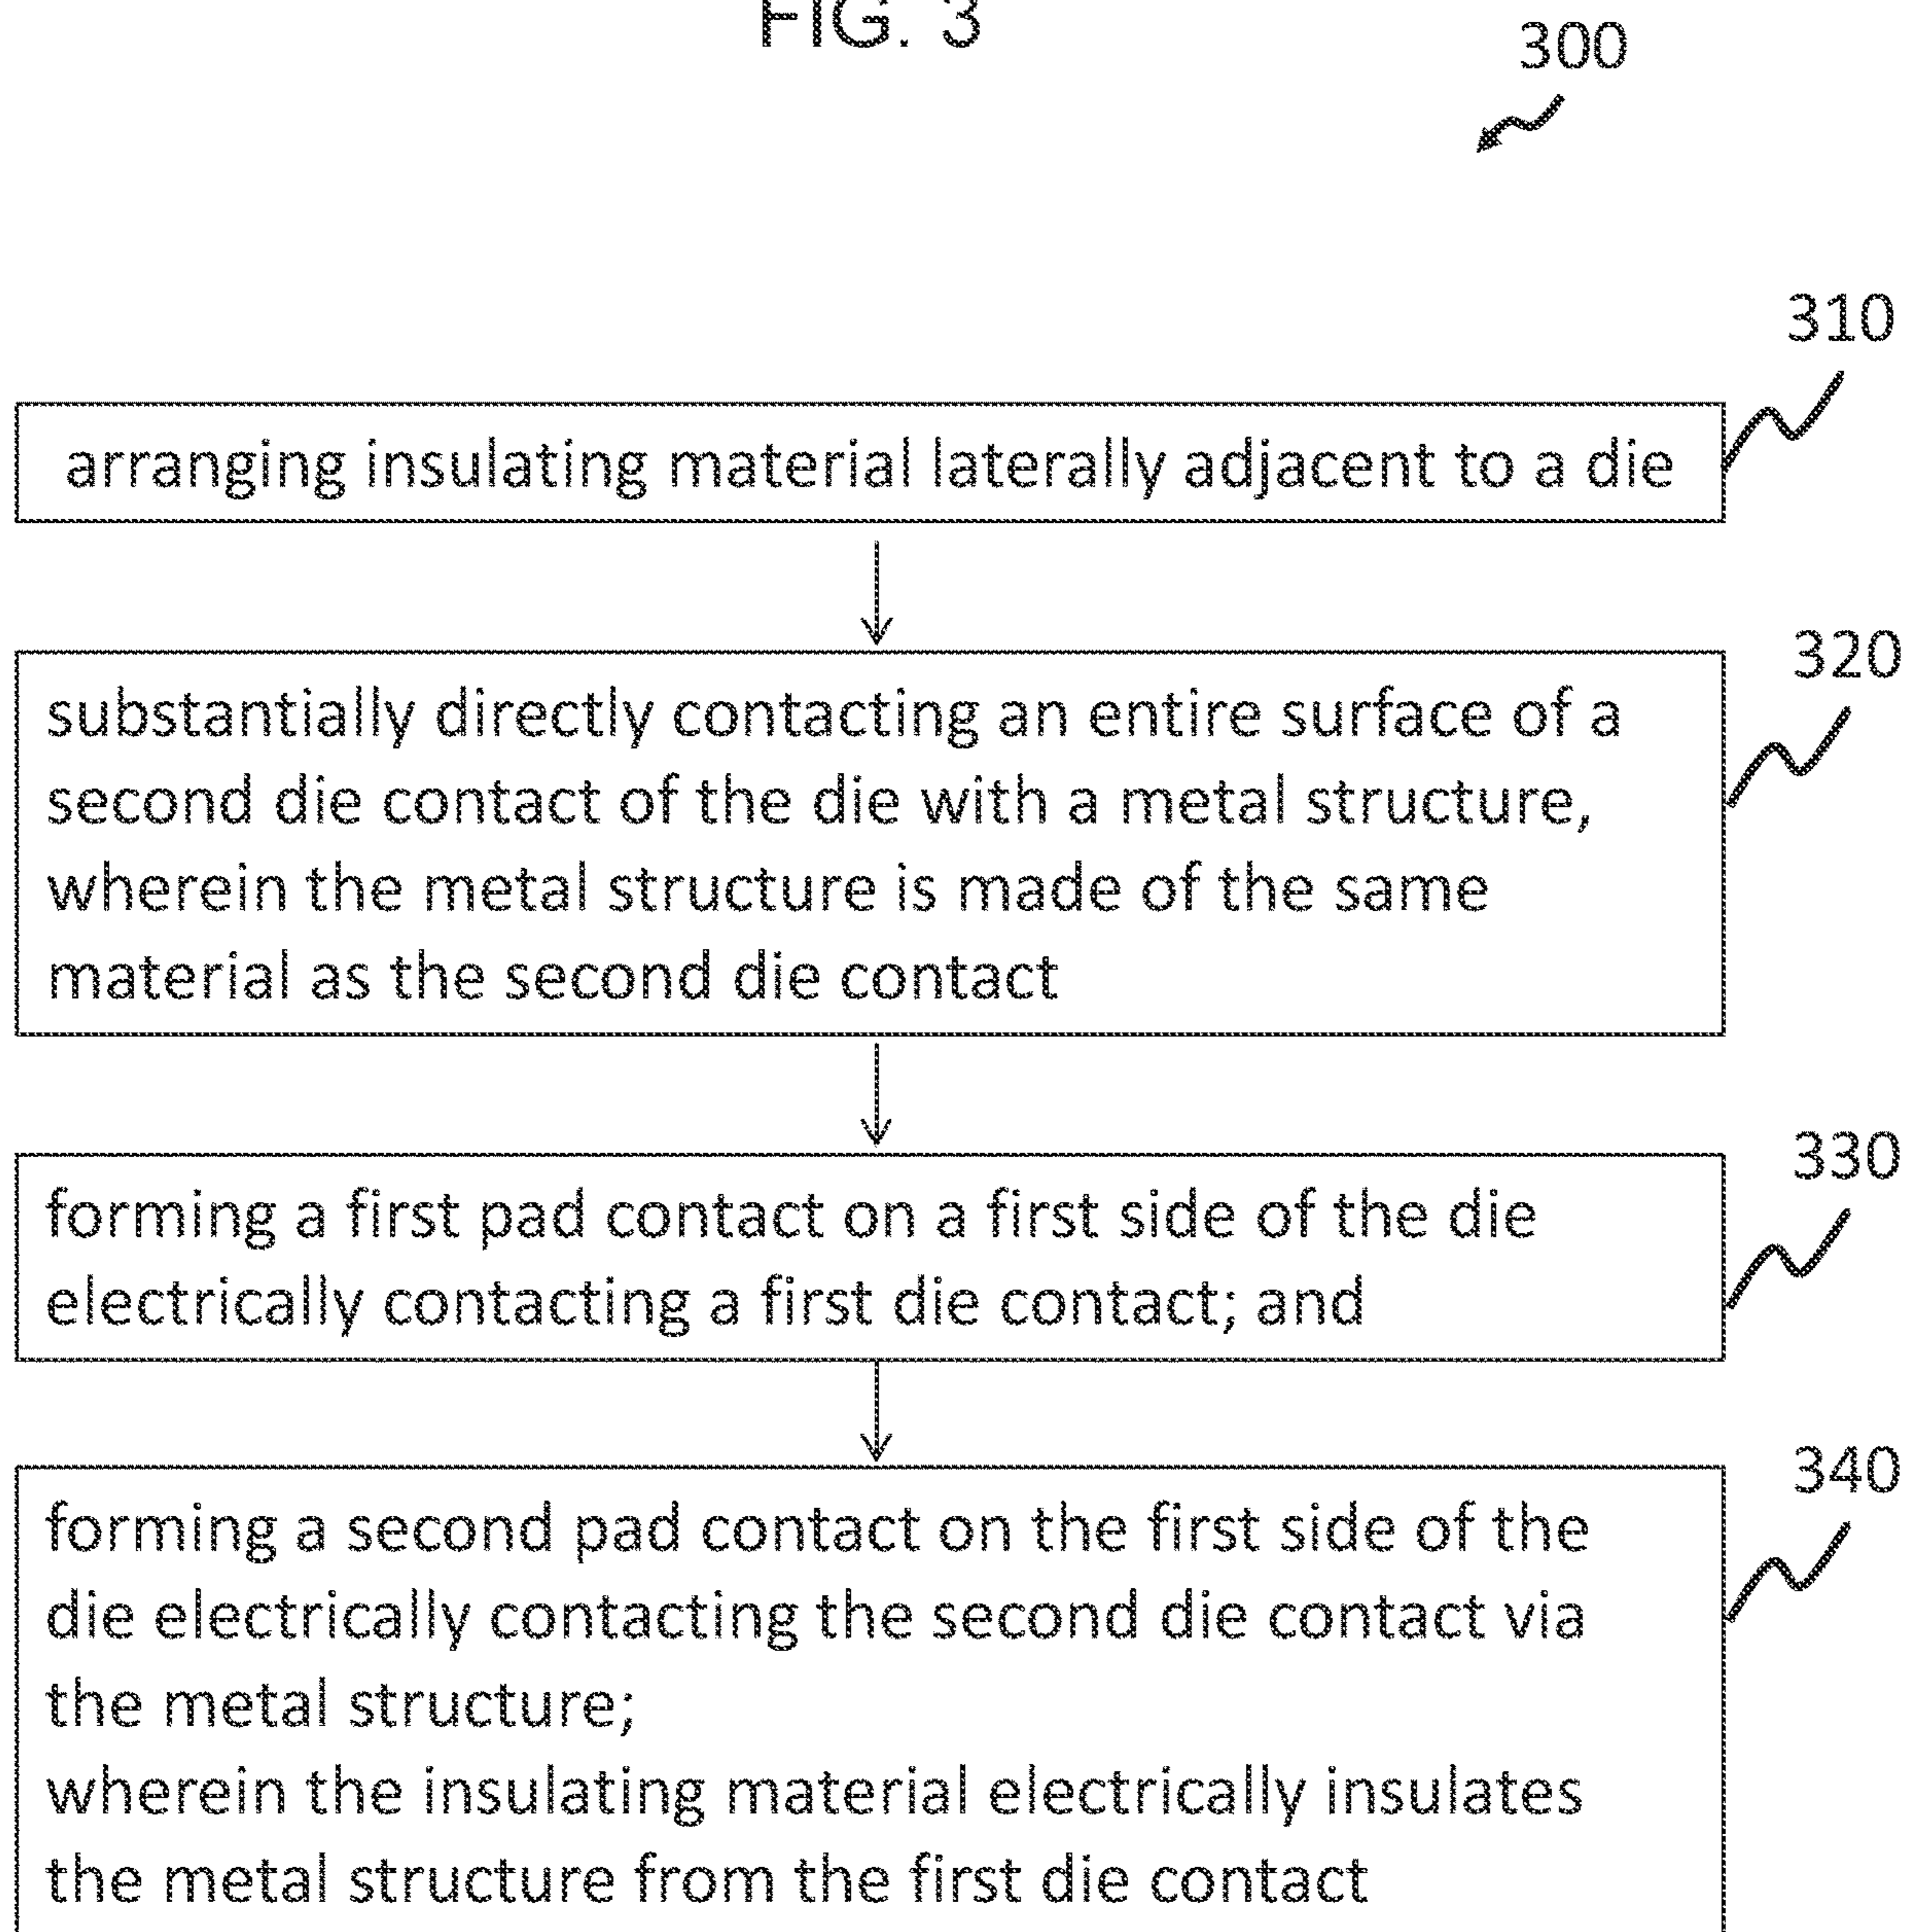 FIG. 3
300
310
arranging insulating material laterally adjacent to a die
320
substantially directly contacting an entire surface of a
second die contact of the die with a metal structure,
wherein the metal structure is made of the same
material as the second die contact
330
forming a first pad contact on a first side of the die
electrically contacting a first die contact; and
340
forming a second pad contact on the first side of the
die electrically contacting the second die contact via
the metal structure;
wherein the insulating material electrically insulates
the metal structure from the first die contact